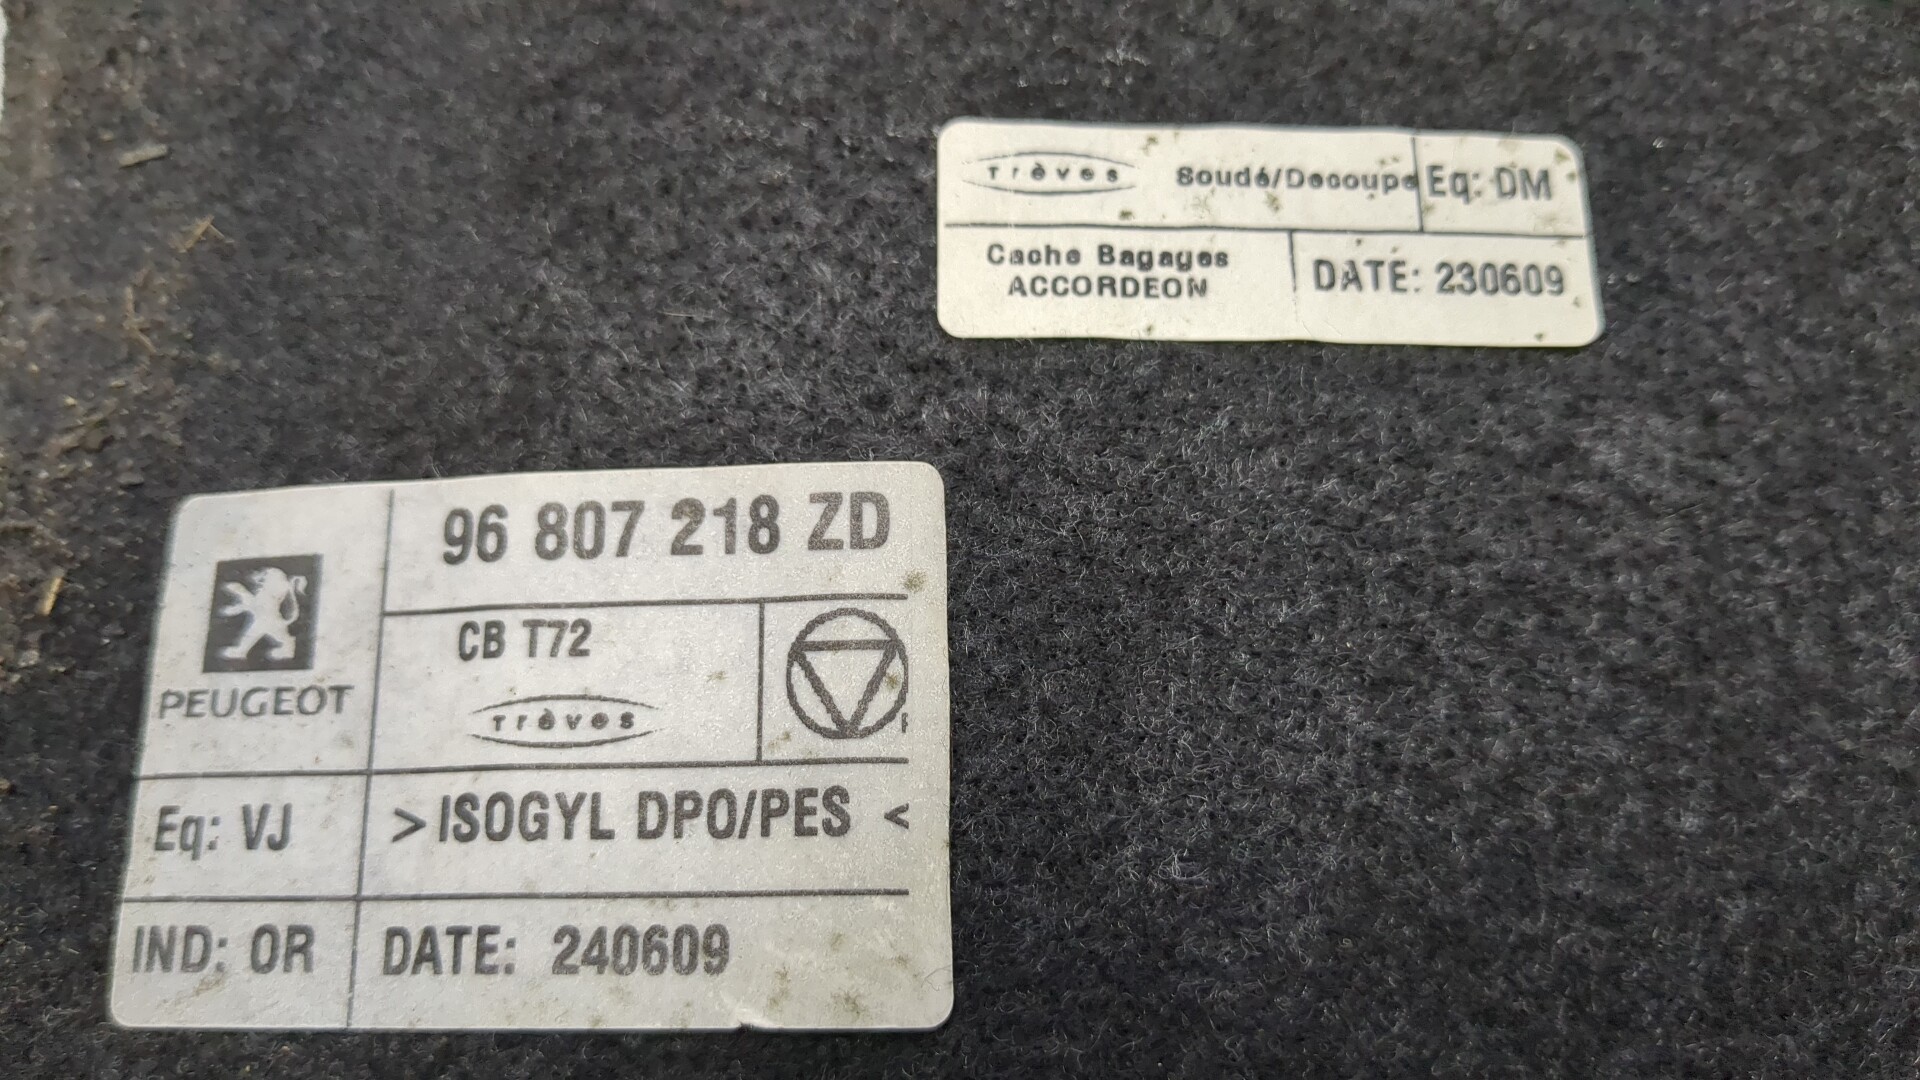 Trèves Soudé/Decoupe Eq: DM
Cache Bagages
ACCORDEON
DATE: 230609
96 807 218 ZD
PEUGEOT
CB T72
Trèves
Eq: VJ
>ISOGYL DPO/PES <
IND: OR
DATE: 240609